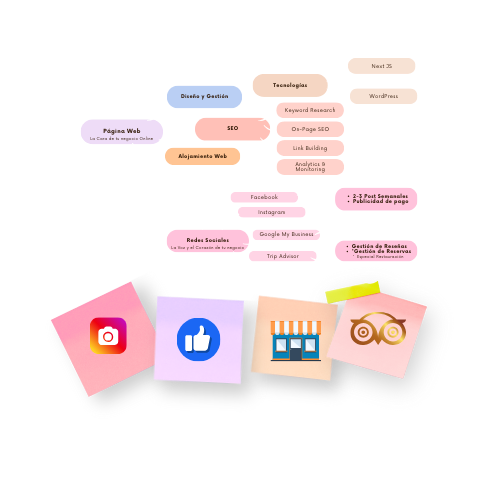 Next JS
Tecnologías
WordPress
Diseño y Gestión
Keyword Research
Página Web
La Casa de tu negocio Online
SEO
On-Page SEO
Link Building
Alojamiento Web
Analytics &
Monitoring
Facebook
• 2-3 Post Semanales
• Publicidad de pago
Instagram
Google My Business
Redes Sociales
La Voz y el Corazón de tu negocio
Trip Advisor
• Gestión de Reseñas
• *Gestión de Reservas
* Especial Restauración